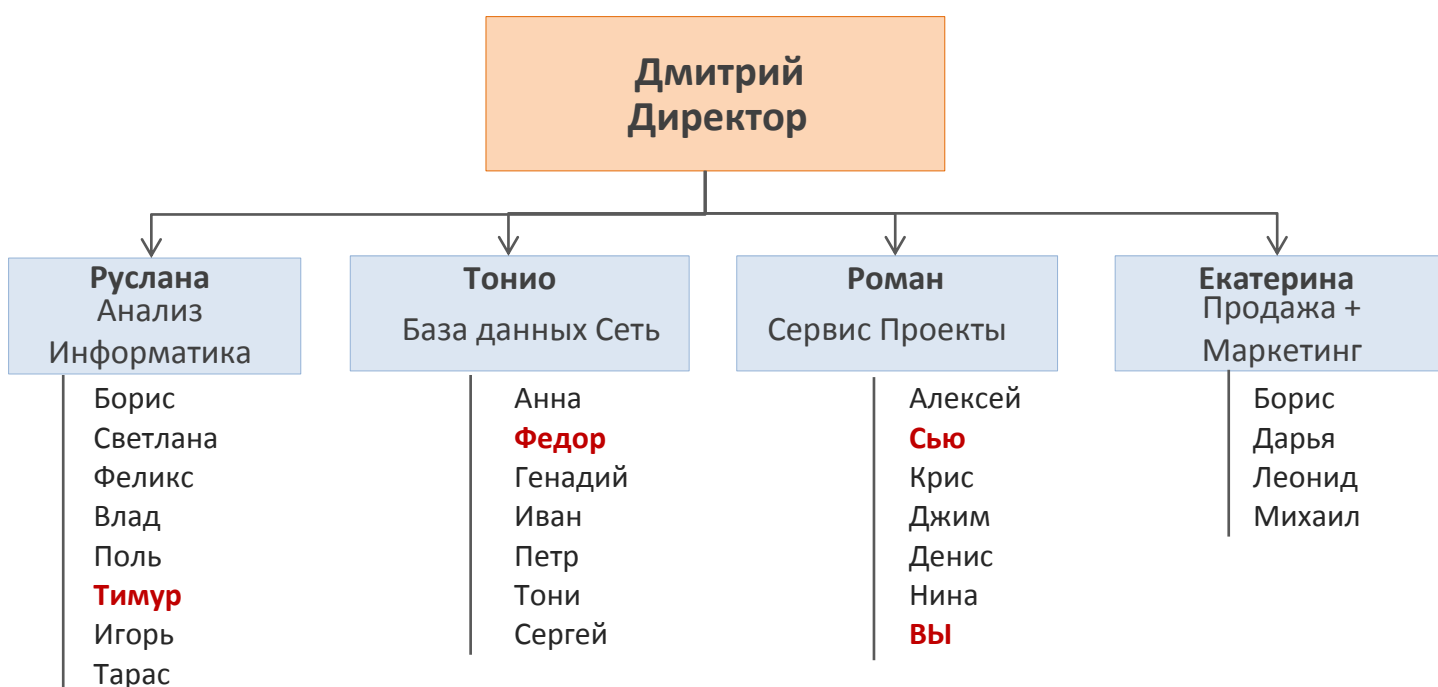 Дмитрий
Директор
Руслана
Анализ
Информатика
Борис
Светлана
Феликс
Влад
Поль
Тимур
Игорь
Тарас
Тонио
База данных Сеть
Анна
Федор
Генадий
Иван
Петр
Тони
Сергей
Роман
Сервис Проекты
Алексей
Сью
Крис
Джим
Денис
Нина
ВЫ
Екатерина
Продажа +
Маркетинг
Борис
Дарья
Леонид
Михаил